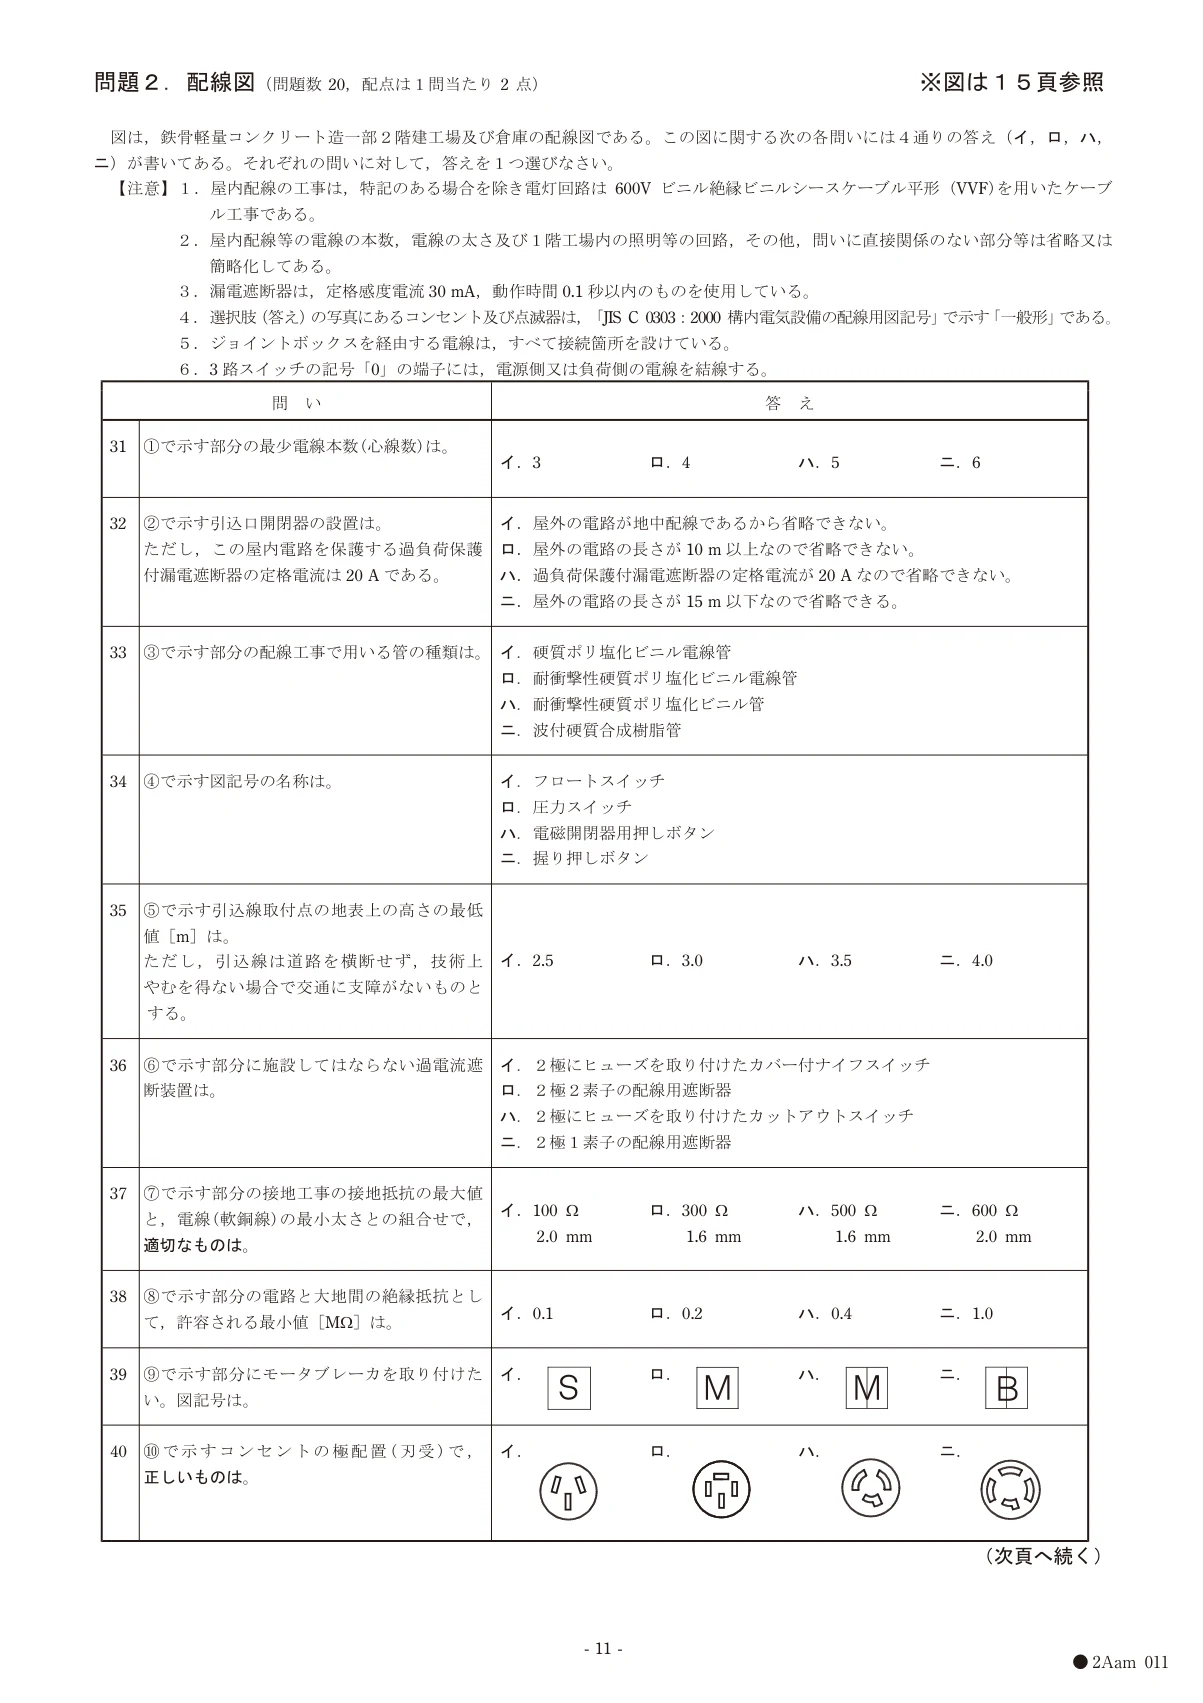 問題２．配線図（問題数 20，配点は１問当たり 2 点）
※図は１５頁参照
図は，鉄骨軽量コンクリート造一部２階建工場及び倉庫の配線図である。この図に関する次の各問いには４通りの答え（イ，ロ，ハ，
ニ）が書いてある。それぞれの問いに対して，答えを１つ選びなさい。
【注意】１．屋内配線の工事は，特記のある場合を除き電灯回路は 600V ビニル絶縁ビニルシースケーブル平形（VVF)を用いたケーブ
ル工事である。
２．屋内配線等の電線の本数，電線の太さ及び１階工場内の照明等の回路，その他，問いに直接関係のない部分等は省略又は
簡略化してある。
３．漏電遮断器は，定格感度電流 30 mA，動作時間 0.1 秒以内のものを使用している。
４．選択肢（答え）の写真にあるコンセント及び点滅器は，「JIS C 0303 : 2000 構内電気設備の配線用図記号」で示す「一般形」である。
５．ジョイントボックスを経由する電線は，すべて接続箇所を設けている。
６．3 路スイッチの記号「0」の端子には，電源側又は負荷側の電線を結線する。
問　い
答　え
31
①で示す部分の最少電線本数（心線数）は。
イ．3
ロ．4
ハ．5
ニ．6
32
②で示す引込口開閉器の設置は。
ただし，この屋内電路を保護する過負荷保護
付漏電遮断器の定格電流は 20 A である。
イ．屋外の電路が地中配線であるから省略できない。
ロ．屋外の電路の長さが 10 m 以上なので省略できない。
ハ．過負荷保護付漏電遮断器の定格電流が 20 A なので省略できない。
ニ．屋外の電路の長さが 15 m 以下なので省略できる。
33
③で示す部分の配線工事で用いる管の種類は。
イ．硬質ポリ塩化ビニル電線管
ロ．耐衝撃性硬質ポリ塩化ビニル電線管
ハ．耐衝撃性硬質ポリ塩化ビニル管
ニ．波付硬質合成樹脂管
34
④で示す図記号の名称は。
イ．フロートスイッチ
ロ．圧力スイッチ
ハ．電磁開閉器用押しボタン
ニ．握り押しボタン
35
⑤で示す引込線取付点の地表上の高さの最低
値［m］は。
ただし，引込線は道路を横断せず，技術上
やむを得ない場合で交通に支障がないものと
する。
イ．2.5
ロ．3.0
ハ．3.5
ニ．4.0
36
⑥で示す部分に施設してはならない過電流遮
断装置は。
イ．２極にヒューズを取り付けたカバー付ナイフスイッチ
ロ．２極２素子の配線用遮断器
ハ．２極にヒューズを取り付けたカットアウトスイッチ
ニ．２極１素子の配線用遮断器
37
⑦で示す部分の接地工事の接地抵抗の最大値
と，電線（軟銅線）の最小太さとの組合せで，
適切なものは。
イ．100 Ω
ロ．300 Ω
ハ．500 Ω
ニ．600 Ω
2.0 mm
1.6 mm
1.6 mm
2.0 mm
38
⑧で示す部分の電路と大地間の絶縁抵抗とし
て，許容される最小値［MΩ］は。
イ．0.1
ロ．0.2
ハ．0.4
ニ．1.0
39
⑨で示す部分にモータブレーカを取り付けた
い。図記号は。
イ．S
ロ．M
ハ．M
ニ．B
40
⑩で示すコンセントの極配置（刃受）で，
正しいものは。
イ．
ロ．
ハ．
ニ．
（次頁へ続く）
- 11 -
●2Aam 011